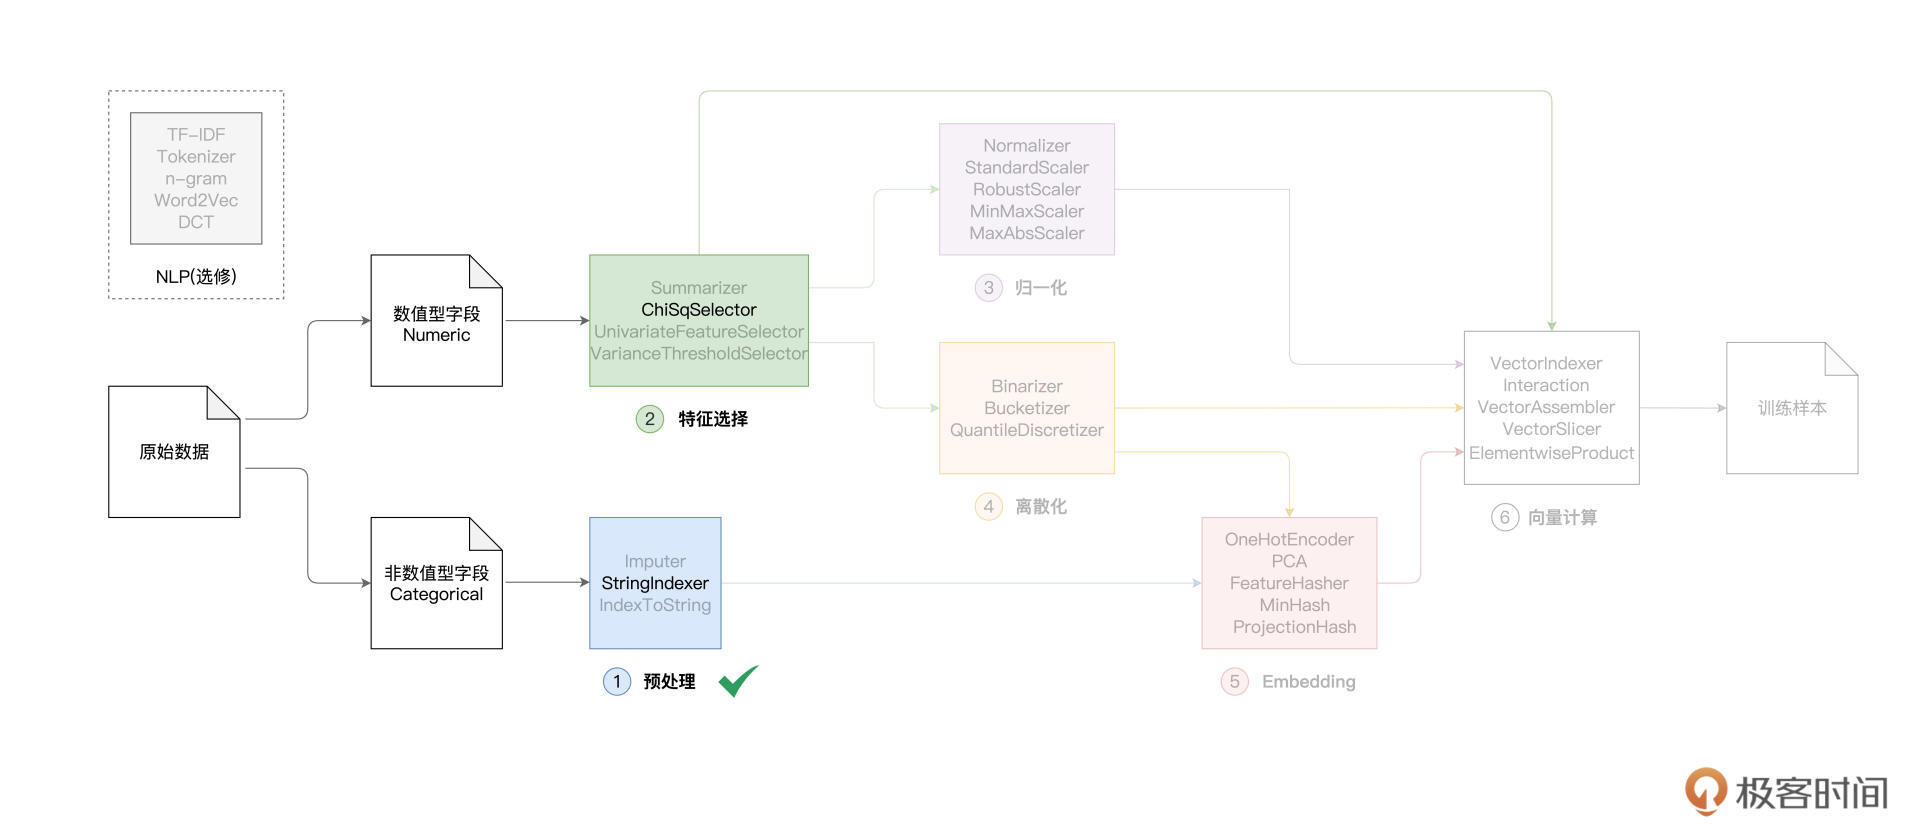 TF-IDF
Tokenizer
n-gram
Word2Vec
DCT
NLP(选修)
原始数据
数值型字段
Numeric
非数值型字段
Categorical
Summarizer
ChiSqSelector
UnivariateFeatureSelector
VarianceThresholdSelector
2 特征选择
Imputer
StringIndexer
IndexToString
1 预处理
Normalizer
StandardScaler
RobustScaler
MinMaxScaler
MaxAbsScaler
3 归一化
Binarizer
Bucketizer
QuantileDiscretizer
4 离散化
OneHotEncoder
PCA
FeatureHasher
MinHash
ProjectionHash
5 Embedding
VectorIndexer
Interaction
VectorAssembler
VectorSlicer
ElementwiseProduct
6 向量计算
训练样本
极客时间